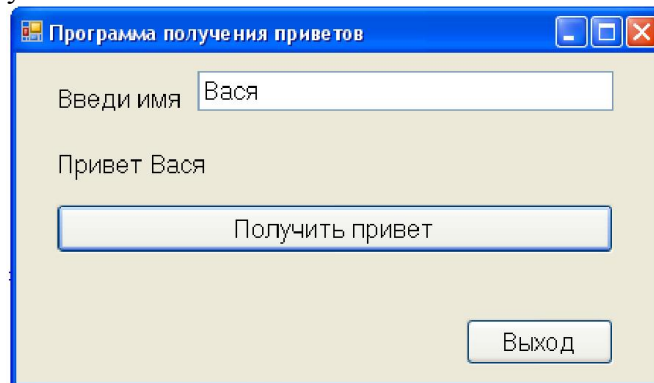 Программа получения приветов
Введи имя Вася
Привет Вася
Получить привет
Выход